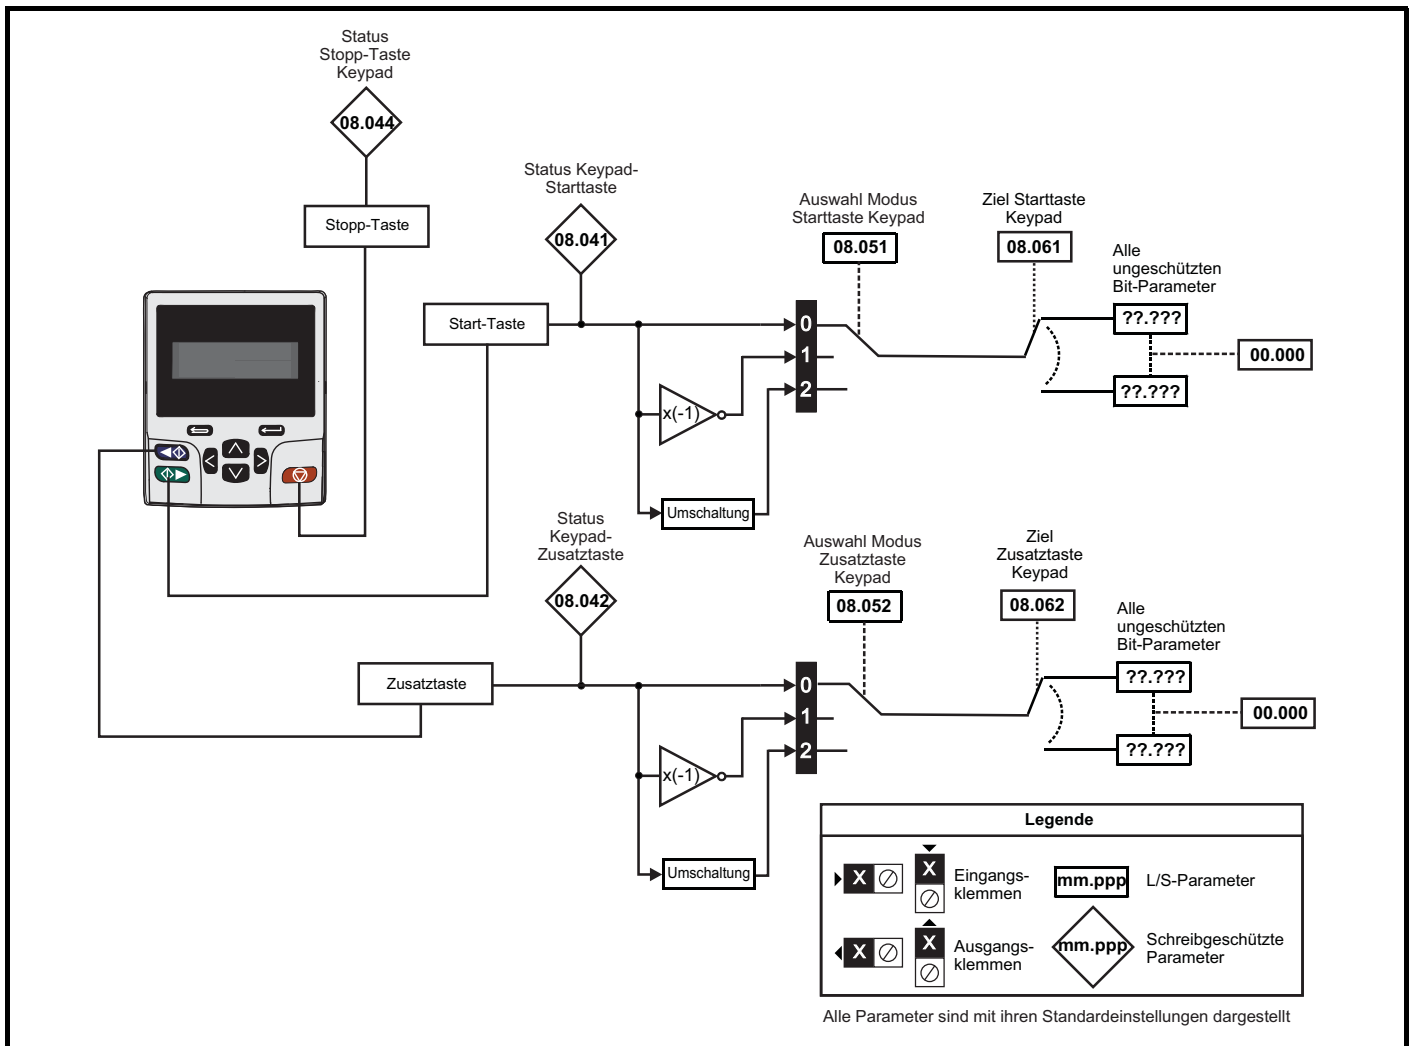 Status
Stopp-Taste
Keypad
08.044
Stopp-Taste
Status Keypad-
Starttaste
08.041
Start-Taste
Auswahl Modus
Starttaste Keypad
08.051
Ziel Starttaste
Keypad
08.061
Alle
ungeschützten
Bit-Parameter
??.???
??.???
00.000
0
1
2
x(-1)
Umschaltung
Status
Keypad-
Zusatztaste
08.042
Zusatztaste
Auswahl Modus
Zusatztaste
Keypad
08.052
Ziel
Zusatztaste
Keypad
08.062
Alle
ungeschützten
Bit-Parameter
??.???
??.???
00.000
0
1
2
x(-1)
Umschaltung
Legende
X
X
Eingangs-
klemmen
mm.ppp
L/S-Parameter
X
X
Ausgangs-
klemmen
mm.ppp
Schreibgeschützte
Parameter
Alle Parameter sind mit ihren Standardeinstellungen dargestellt